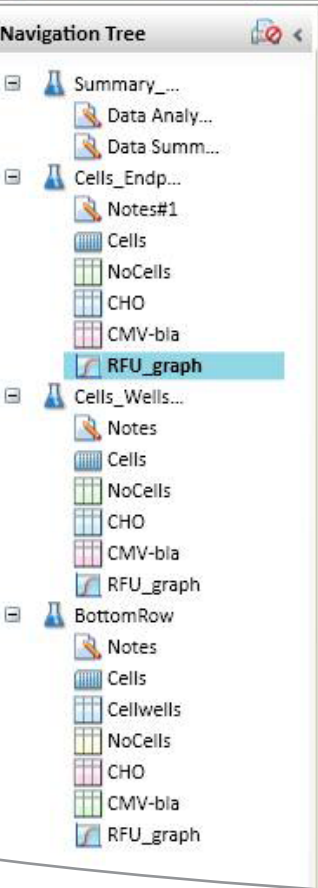 Navigation Tree
Summary_...
Data Analy...
Data Summ...
Cells_Endp...
Notes#1
Cells
NoCells
CHO
CMV-bla
RFU_graph
Cells_Wells...
Notes
Cells
NoCells
CHO
CMV-bla
RFU_graph
BottomRow
Notes
Cells
Cellwells
NoCells
CHO
CMV-bla
RFU_graph